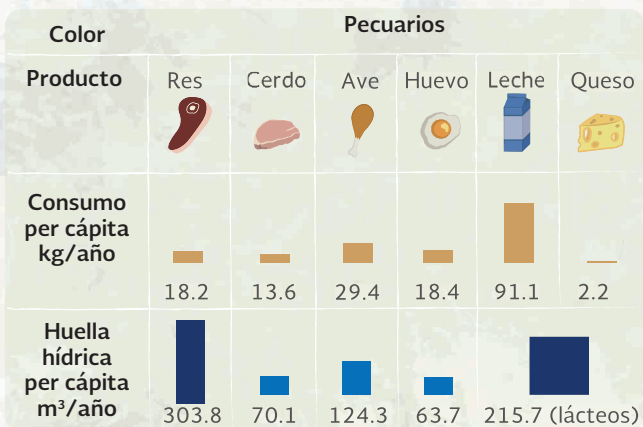 Color
Pecuarios
Producto
Res Cerdo Ave Huevo Leche Queso
Consumo
per cápita
kg/año
18.2 13.6 29.4 18.4 91.1 2.2
Huella
hídrica
per cápita
m³/año
303.8 70.1 124.3 63.7 215.7 (lácteos)